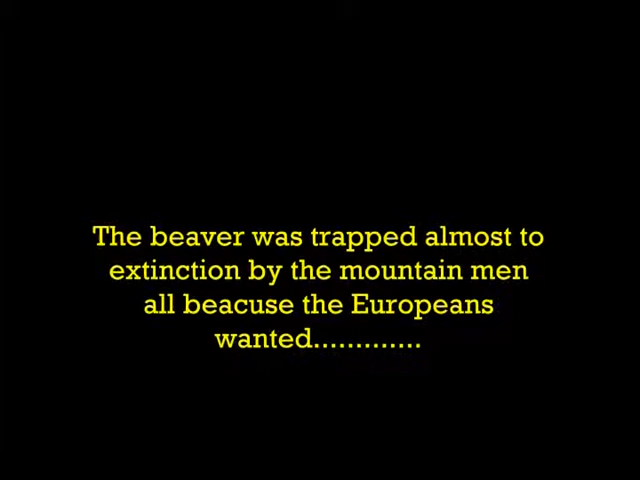 The beaver was trapped almost to
extinction by the mountain men
all beacuse the Europeans
wanted.............